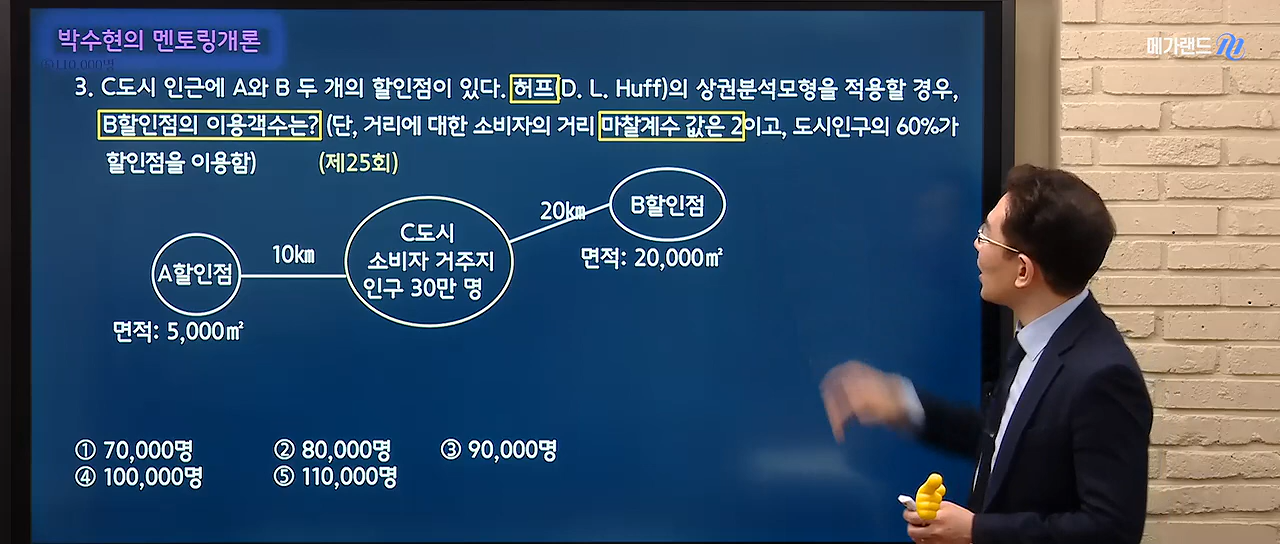 박수현의 멘토링개론
메가랜드
⑤110,000명
3. C도시 인근에 A와 B 두 개의 할인점이 있다. 허프(D. L. Huff)의 상권분석모형을 적용할 경우,
B할인점의 이용객수는? (단, 거리에 대한 소비자의 거리 마찰계수 값은 2이고, 도시인구의 60%가
할인점을 이용함) (제25회)
20㎞
B할인점
면적: 20,000㎡
C도시
소비자 거주지
인구 30만 명
10㎞
A할인점
면적: 5,000㎡
① 70,000명 ② 80,000명 ③ 90,000명
④ 100,000명 ⑤ 110,000명